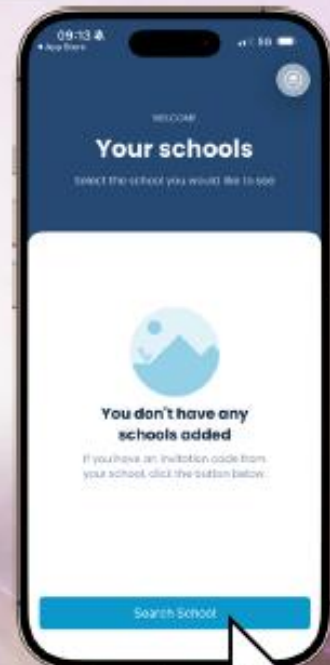 09:13
App Store
5G
WELCOME
Your schools
Select the school you would like to see
You don't have any
schools added
If you have an invitation code from
your school, click the button below.
Search School